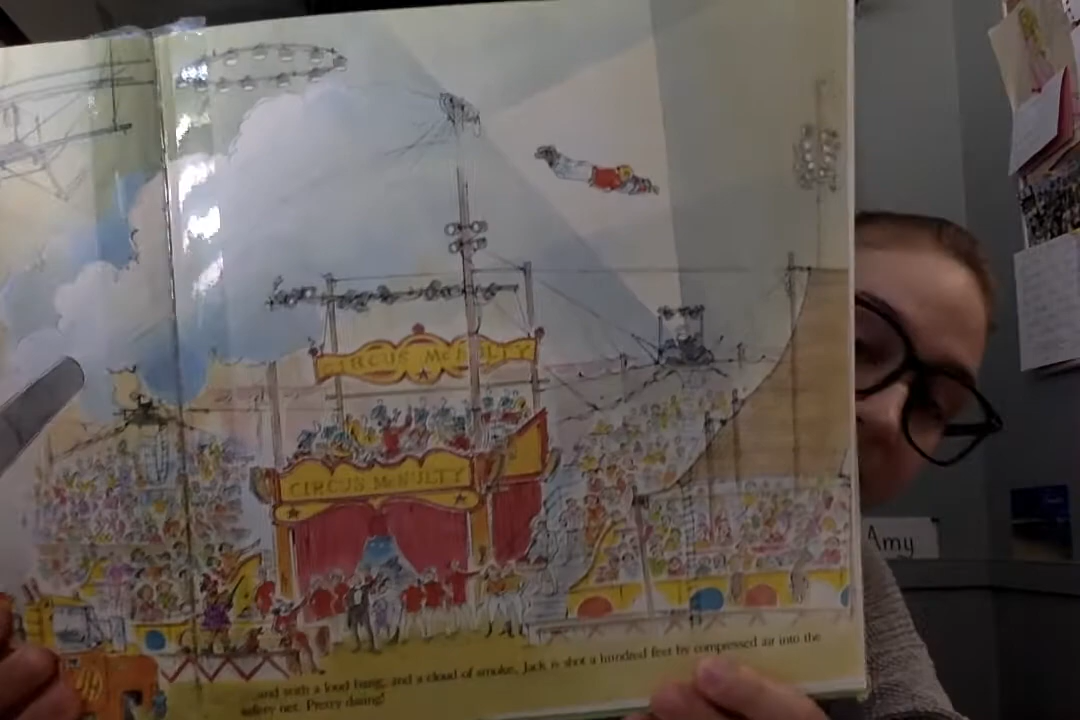 CIRCUS McNULTY
CIRCUS McNULTY
Amy
...and with a loud bang, and a cloud of smoke, Jack is shot a hundred feet by compressed air into the
safety net. Pretty daring!